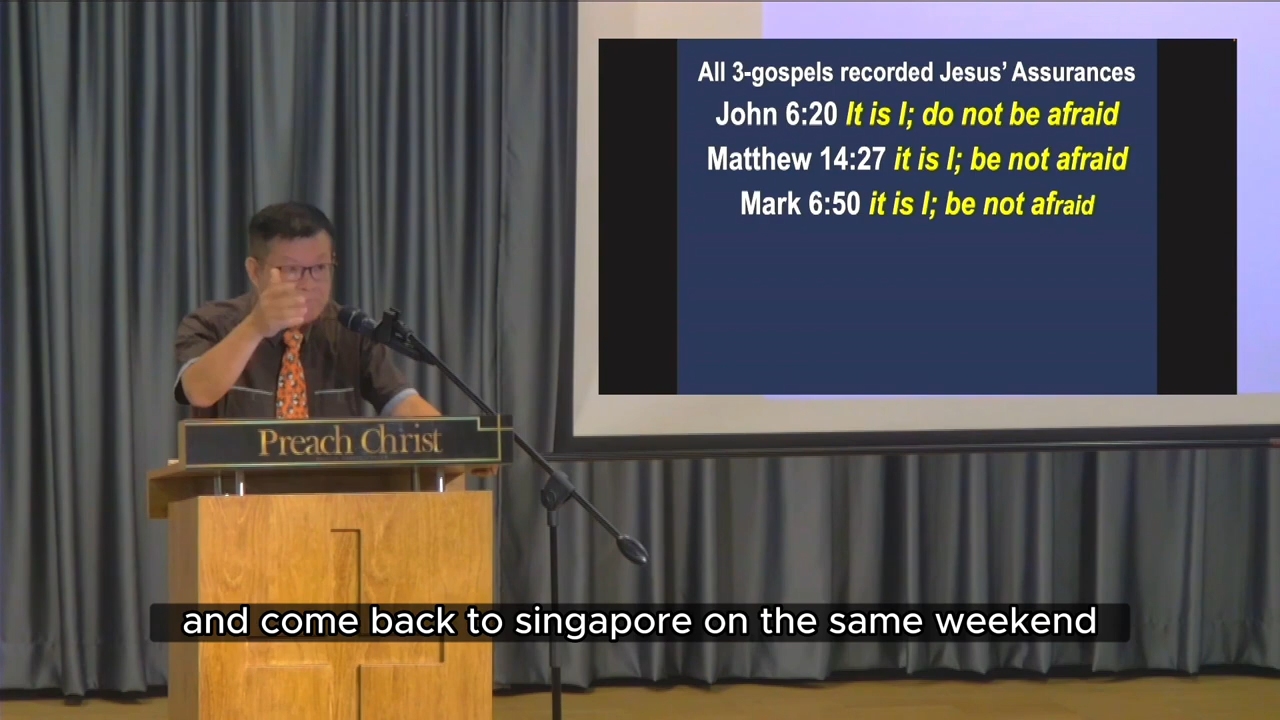 All 3-gospels recorded Jesus’ Assurances
John 6:20 It is I; do not be afraid
Matthew 14:27 it is I; be not afraid
Mark 6:50 it is I; be not afraid
Preach Christ
and come back to singapore on the same weekend